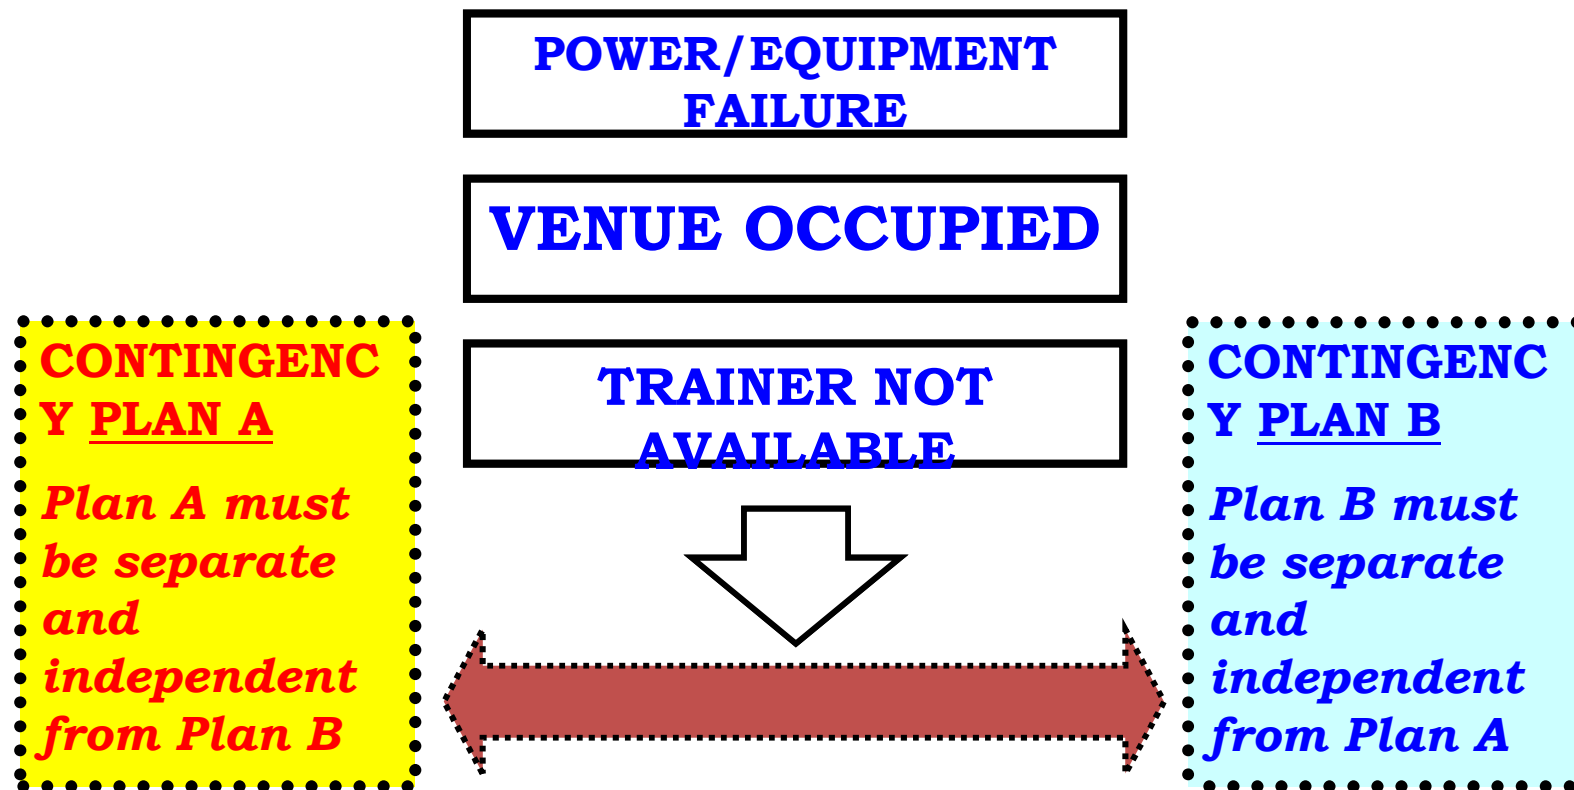 POWER/EQUIPMENT
FAILURE
VENUE OCCUPIED
TRAINER NOT
AVAILABLE
CONTINGENC
Y PLAN A
Plan A must
be separate
and
independent
from Plan B
CONTINGENC
Y PLAN B
Plan B must
be separate
and
independent
from Plan A